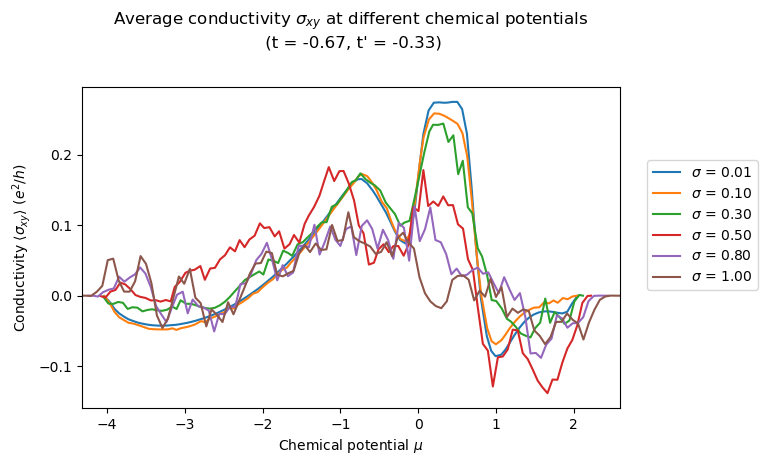 Average conductivity σxy at different chemical potentials
(t = -0.67, t' = -0.33)
Conductivity ⟨σxy⟩ (e²/h)
0.2
0.1
0.0
−0.1
−4 −3 −2 −1 0 1 2
Chemical potential μ
σ = 0.01
σ = 0.10
σ = 0.30
σ = 0.50
σ = 0.80
σ = 1.00